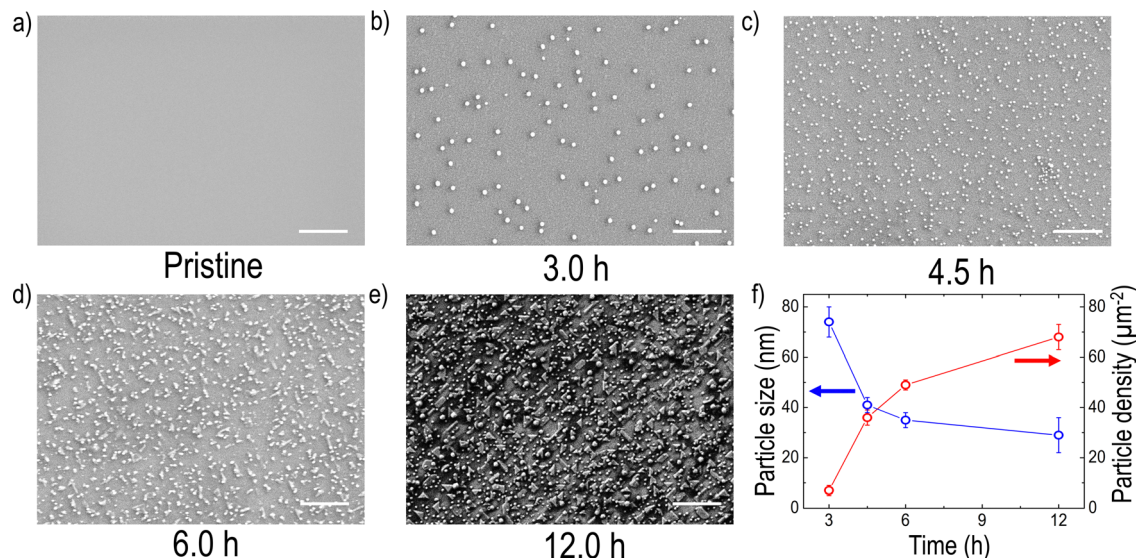 a)
b)
c)
Pristine
3.0 h
4.5 h
d)
e)
f)
6.0 h
12.0 h
Particle size (nm)
80
60
40
20
0
Particle density (μm⁻²)
80
60
40
20
0
3
6
9
12
Time (h)